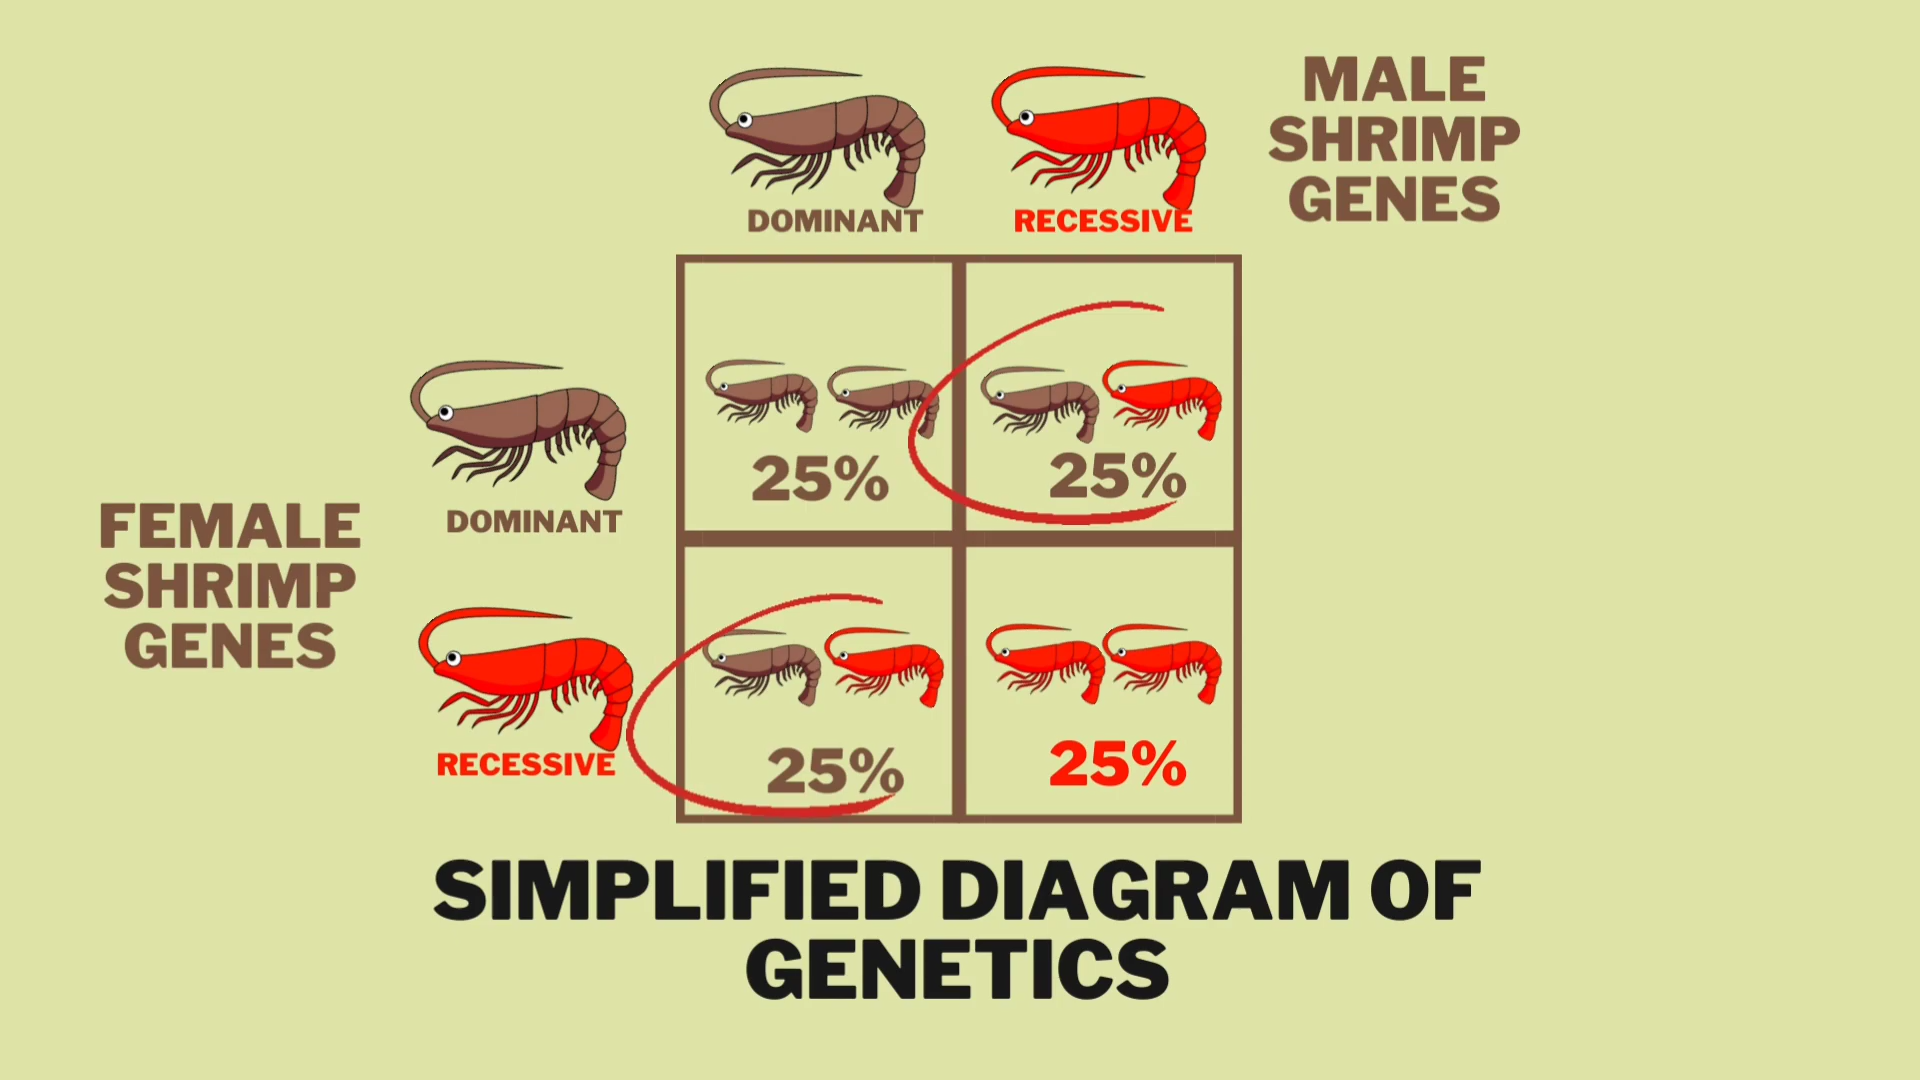 MALE
SHRIMP
GENES
DOMINANT
RECESSIVE
FEMALE
SHRIMP
GENES
DOMINANT
25%
25%
RECESSIVE
25%
25%
SIMPLIFIED DIAGRAM OF
GENETICS